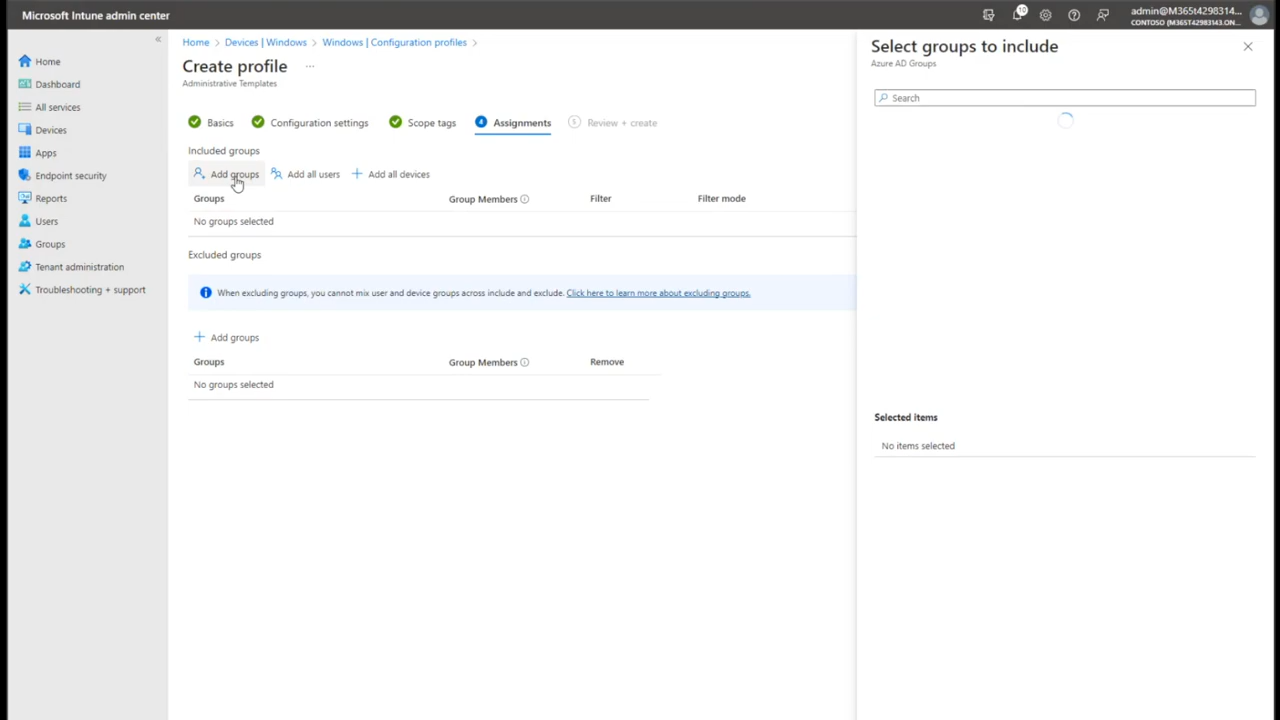 Microsoft Intune admin center
10
admin@M365t4298314...
CONTOSO (M365T4298143.ON...
«
Home
Dashboard
All services
Devices
Apps
Endpoint security
Reports
Users
Groups
Tenant administration
Troubleshooting + support
Home > Devices | Windows > Windows | Configuration profiles >
Create profile ...
Administrative Templates
Basics
Configuration settings
Scope tags
4 Assignments
5 Review + create
Included groups
Add groups
Add all users
Add all devices
Groups
Group Members
Filter
Filter mode
No groups selected
Excluded groups
When excluding groups, you cannot mix user and device groups across include and exclude. Click here to learn more about excluding groups.
Add groups
Groups
Group Members
Remove
No groups selected
Select groups to include
Azure AD Groups
Search
Selected items
No items selected